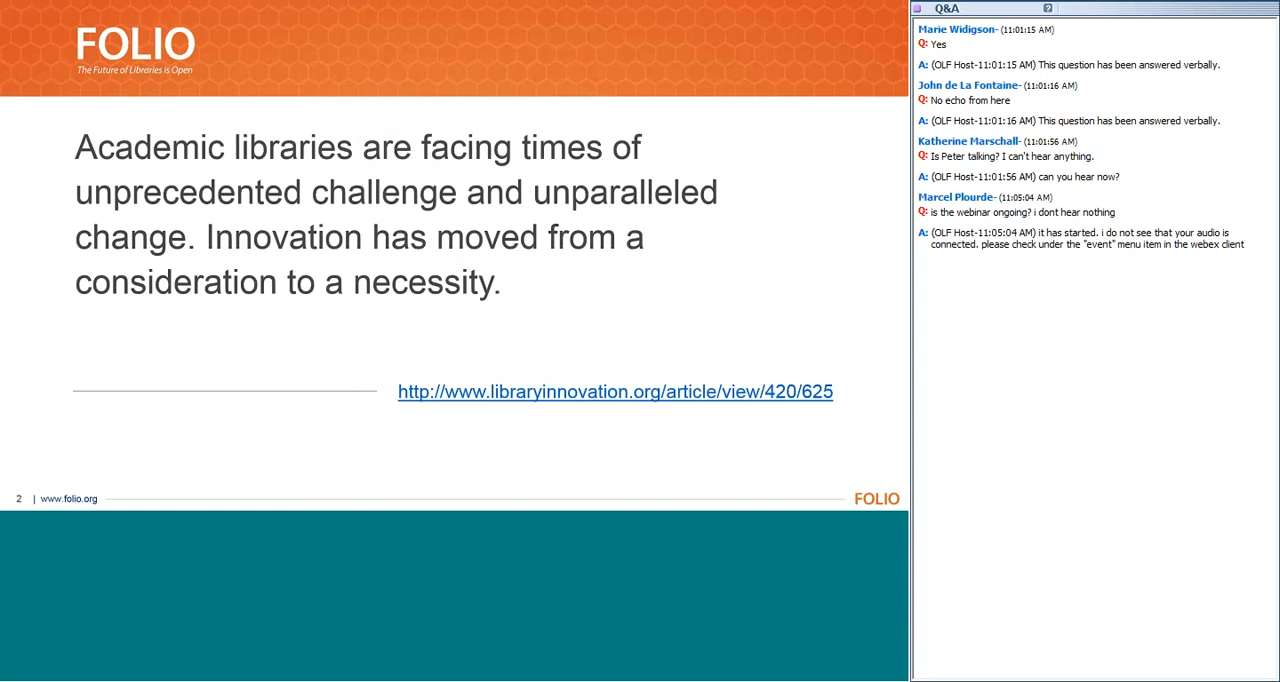 FOLIO
The Future of Libraries is Open
Academic libraries are facing times of
unprecedented challenge and unparalleled
change. Innovation has moved from a
consideration to a necessity.
http://www.libraryinnovation.org/article/view/420/625
2 | www.folio.org
FOLIO
Q&A ?
Marie Widigson- (11:01:15 AM)
Q: Yes
A: (OLF Host-11:01:15 AM) This question has been answered verbally.
John de La Fontaine- (11:01:16 AM)
Q: No echo from here
A: (OLF Host-11:01:16 AM) This question has been answered verbally.
Katherine Marschall- (11:01:56 AM)
Q: Is Peter talking? I can't hear anything.
A: (OLF Host-11:01:56 AM) can you hear now?
Marcel Plourde- (11:05:04 AM)
Q: is the webinar ongoing? i dont hear nothing
A: (OLF Host-11:05:04 AM) it has started. i do not see that your audio is
connected. please check under the "event" menu item in the webex client